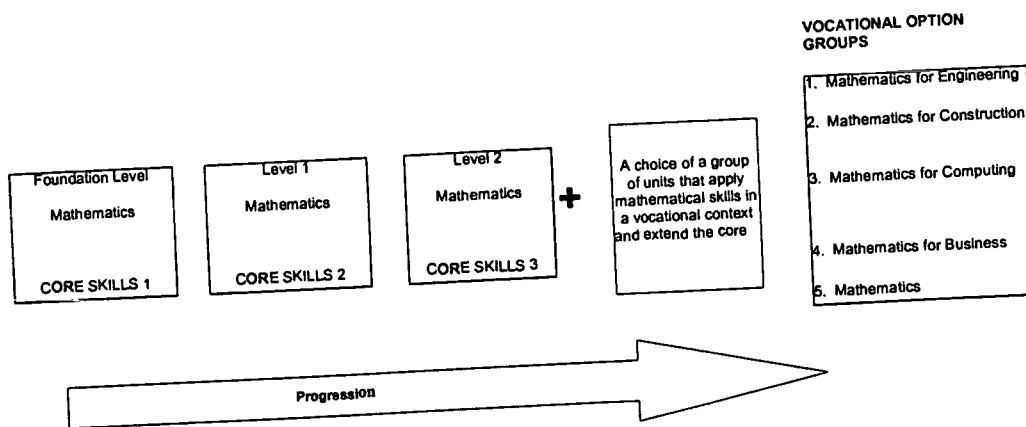 VOCATIONAL OPTION
GROUPS
Foundation Level
Mathematics
CORE SKILLS 1
Level 1
Mathematics
CORE SKILLS 2
Level 2
Mathematics
CORE SKILLS 3
+
A choice of a group
of units that apply
mathematical skills in
a vocational context
and extend the core
1. Mathematics for Engineering
2. Mathematics for Construction
3. Mathematics for Computing
4. Mathematics for Business
5. Mathematics
Progression